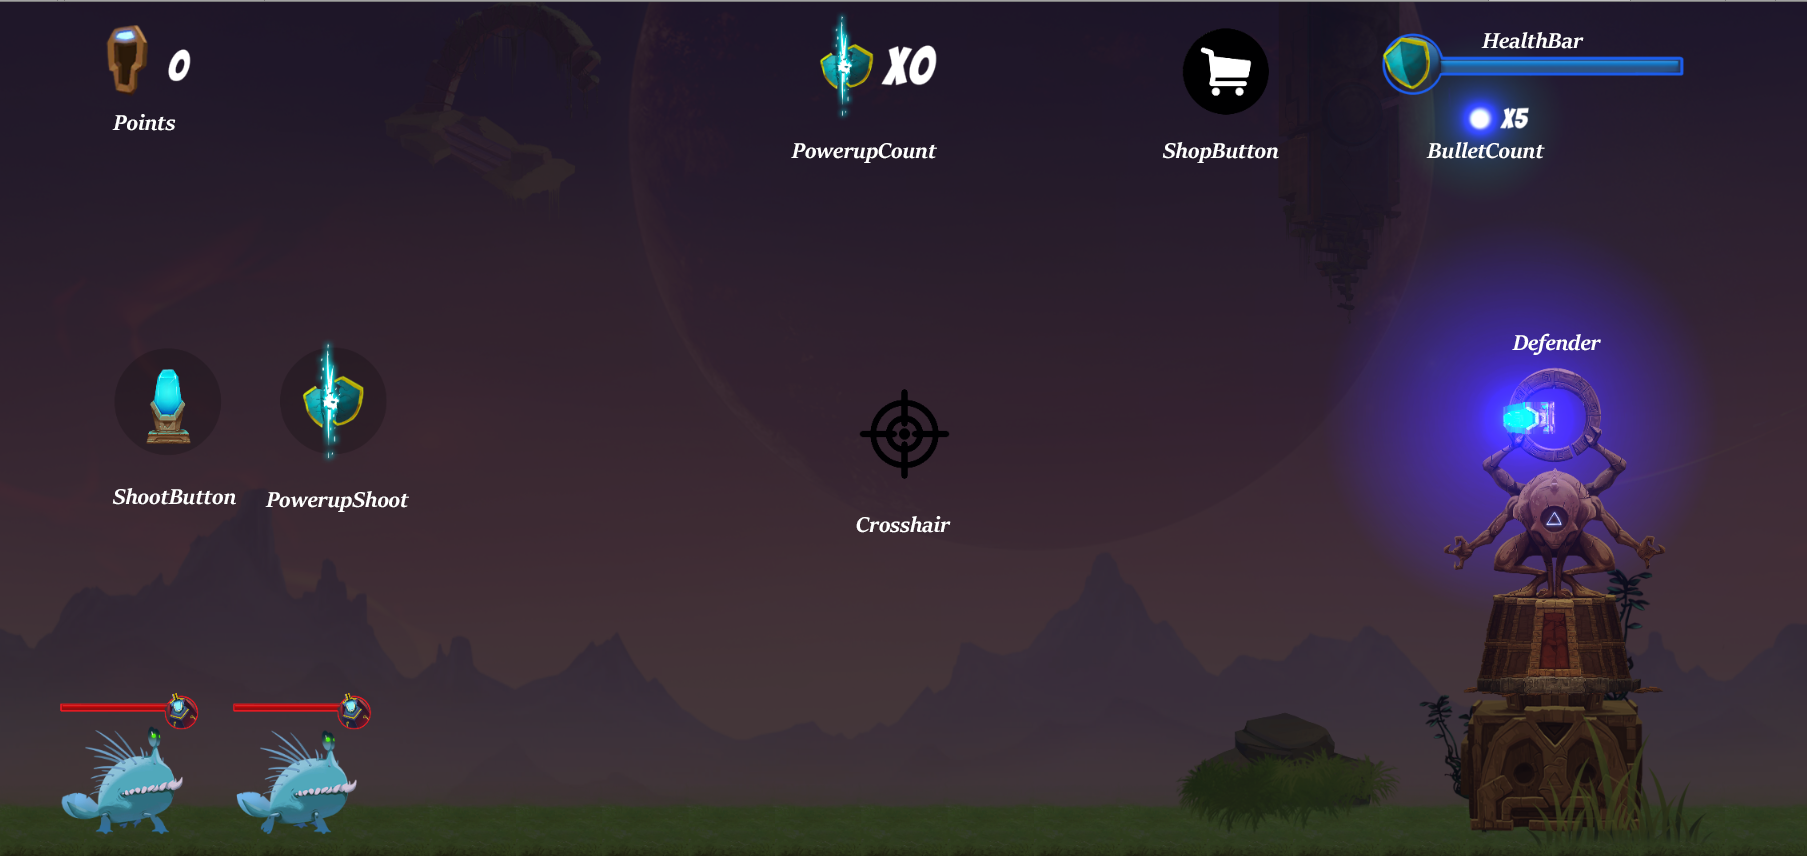 0
Points
X0
PowerupCount
ShopButton
HealthBar
X5
BulletCount
Defender
ShootButton
PowerupShoot
Crosshair